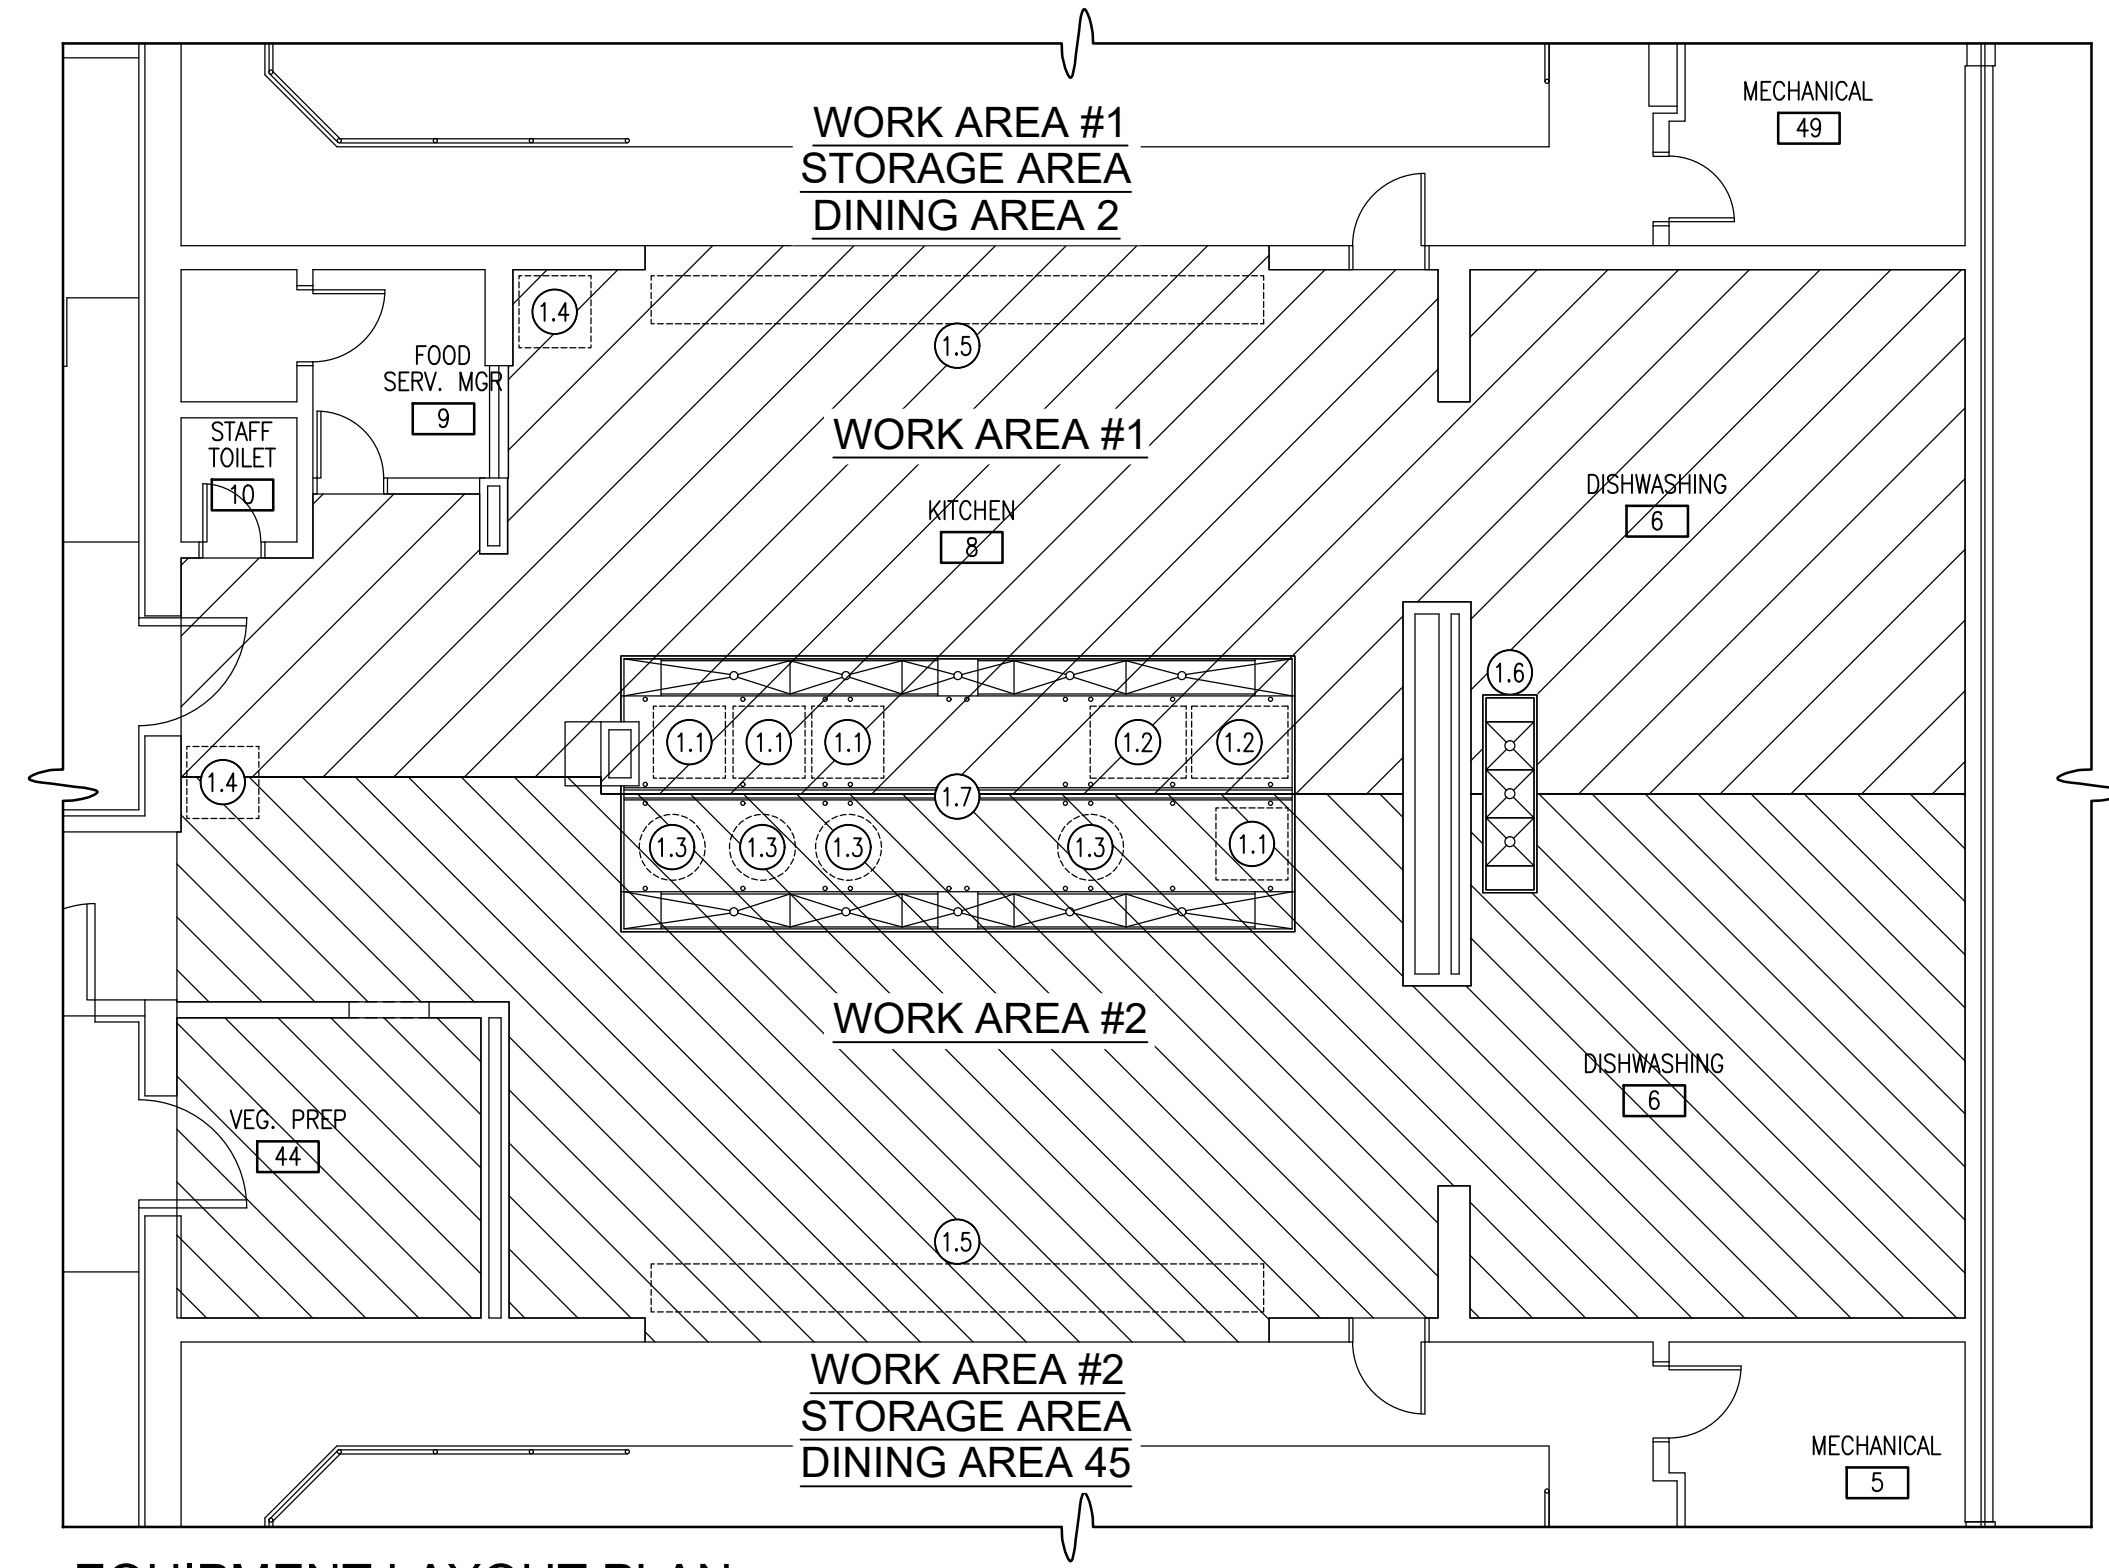 WORK AREA #1
STORAGE AREA
DINING AREA 2
MECHANICAL
49
1.4
1.5
FOOD
SERV. MGR
9
STAFF
TOILET
10
WORK AREA #1
KITCHEN
8
DISHWASHING
6
1.6
1.1
1.1
1.1
1.2
1.2
1.4
1.7
1.3
1.3
1.3
1.3
1.1
WORK AREA #2
DISHWASHING
6
VEG. PREP
44
1.5
WORK AREA #2
STORAGE AREA
DINING AREA 45
MECHANICAL
5
EQUIPMENT LAYOUT PLAN